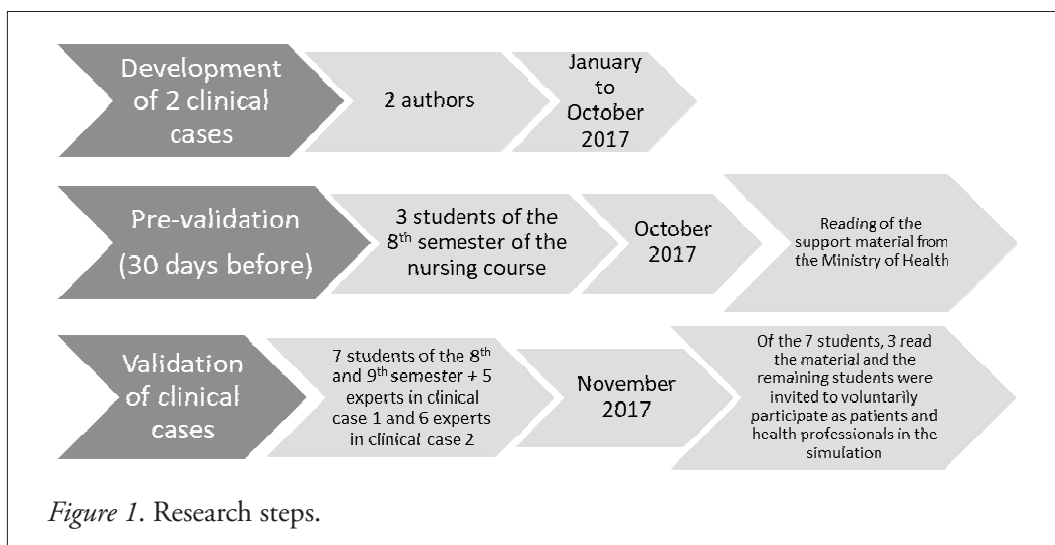 Development
of 2 clinical
cases
2 authors
January
to
October
2017
Pre-validation
(30 days before)
3 students of the
8th semester of the
nursing course
October
2017
Reading of the
support material from
the Ministry of Health
Validation
of clinical
cases
7 students of the 8th
and 9th semester + 5
experts in clinical
case 1 and 6 experts
in clinical case 2
November
2017
Of the 7 students, 3 read
the material and the
remaining students were
invited to voluntarily
participate as patients and
health professionals in the
simulation
Figure 1. Research steps.